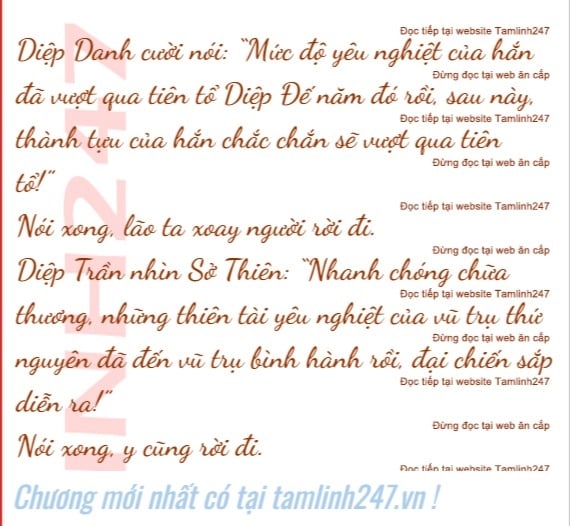 Đọc tiếp tại website Tamlinh247
Diệp Danh cười nói: “Mức độ yêu nghiệt của hắn
Đừng đọc tại web ăn cắp
đã vượt qua tiên tổ Diệp Đế năm đó rồi, sau này,
Đọc tiếp tại website Tamlinh247
thành tựu của hắn chắc chắn sẽ vượt qua tiên
Đừng đọc tại web ăn cắp
tổ!”
Đọc tiếp tại website Tamlinh247
Nói xong, lão ta xoay người rời đi.
Đừng đọc tại web ăn cắp
Diệp Trần nhìn Sở Thiên: “Nhanh chóng chữa
Đọc tiếp tại website Tamlinh247
thương, những thiên tài yêu nghiệt của vũ trụ thứ
Đừng đọc tại web ăn cắp
nguyên đã đến vũ trụ bình hành rồi, đại chiến sắp
Đọc tiếp tại website Tamlinh247
diễn ra!”
Đừng đọc tại web ăn cắp
Nói xong, y cũng rời đi.
Đọc tiếp tại website Tamlinh247
INH247
Chương mới nhất có tại tamlinh247.vn !